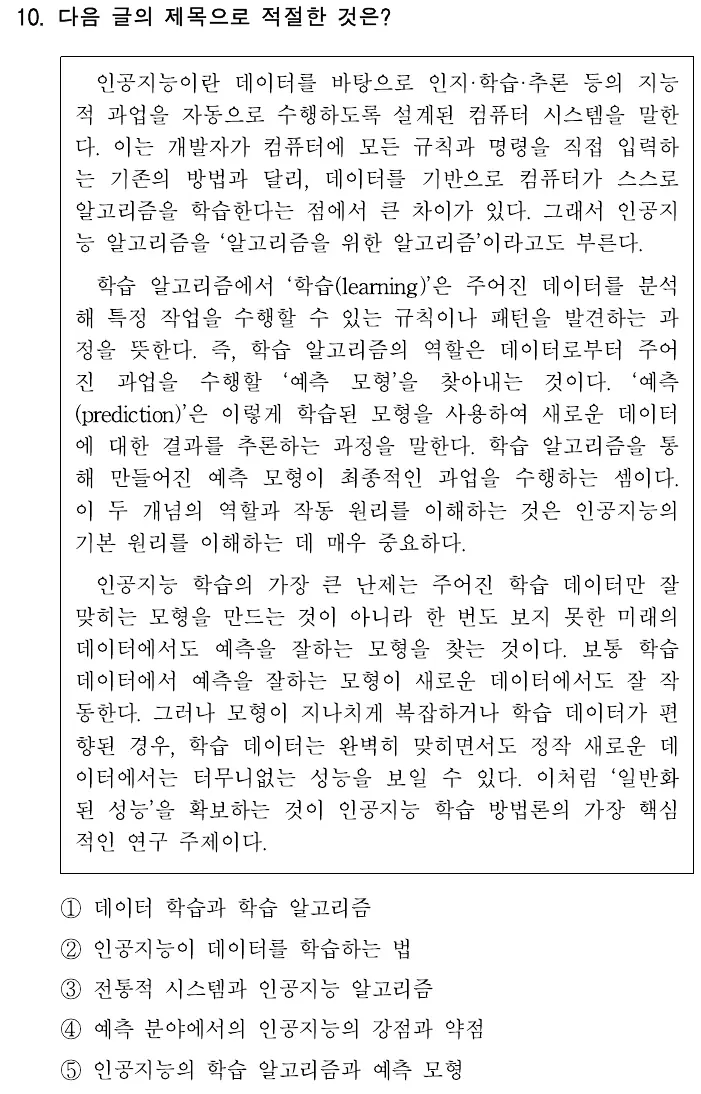 10. 다음 글의 제목으로 적절한 것은?
인공지능이란 데이터를 바탕으로 인지·학습·추론 등의 지능
적 과업을 자동으로 수행하도록 설계된 컴퓨터 시스템을 말한
다. 이는 개발자가 컴퓨터에 모든 규칙과 명령을 직접 입력하
는 기존의 방법과 달리, 데이터를 기반으로 컴퓨터가 스스로
알고리즘을 학습한다는 점에서 큰 차이가 있다. 그래서 인공지
능 알고리즘을 ‘알고리즘을 위한 알고리즘’이라고도 부른다.
학습 알고리즘에서 ‘학습(learning)’은 주어진 데이터를 분석
해 특정 작업을 수행할 수 있는 규칙이나 패턴을 발견하는 과
정을 뜻한다. 즉, 학습 알고리즘의 역할은 데이터로부터 주어
진 과업을 수행할 ‘예측 모형’을 찾아내는 것이다. ‘예측
(prediction)’은 이렇게 학습된 모형을 사용하여 새로운 데이터
에 대한 결과를 추론하는 과정을 말한다. 학습 알고리즘을 통
해 만들어진 예측 모형이 최종적인 과업을 수행하는 셈이다.
이 두 개념의 역할과 작동 원리를 이해하는 것은 인공지능의
기본 원리를 이해하는 데 매우 중요하다.
인공지능 학습의 가장 큰 난제는 주어진 학습 데이터만 잘
맞히는 모형을 만드는 것이 아니라 한 번도 보지 못한 미래의
데이터에서도 예측을 잘하는 모형을 찾는 것이다. 보통 학습
데이터에서 예측을 잘하는 모형이 새로운 데이터에서도 잘 작
동한다. 그러나 모형이 지나치게 복잡하거나 학습 데이터가 편
향된 경우, 학습 데이터는 완벽히 맞히면서도 정작 새로운 데
이터에서는 터무니없는 성능을 보일 수 있다. 이처럼 ‘일반화
된 성능’을 확보하는 것이 인공지능 학습 방법론의 가장 핵심
적인 연구 주제이다.
① 데이터 학습과 학습 알고리즘
② 인공지능이 데이터를 학습하는 법
③ 전통적 시스템과 인공지능 알고리즘
④ 예측 분야에서의 인공지능의 강점과 약점
⑤ 인공지능의 학습 알고리즘과 예측 모형